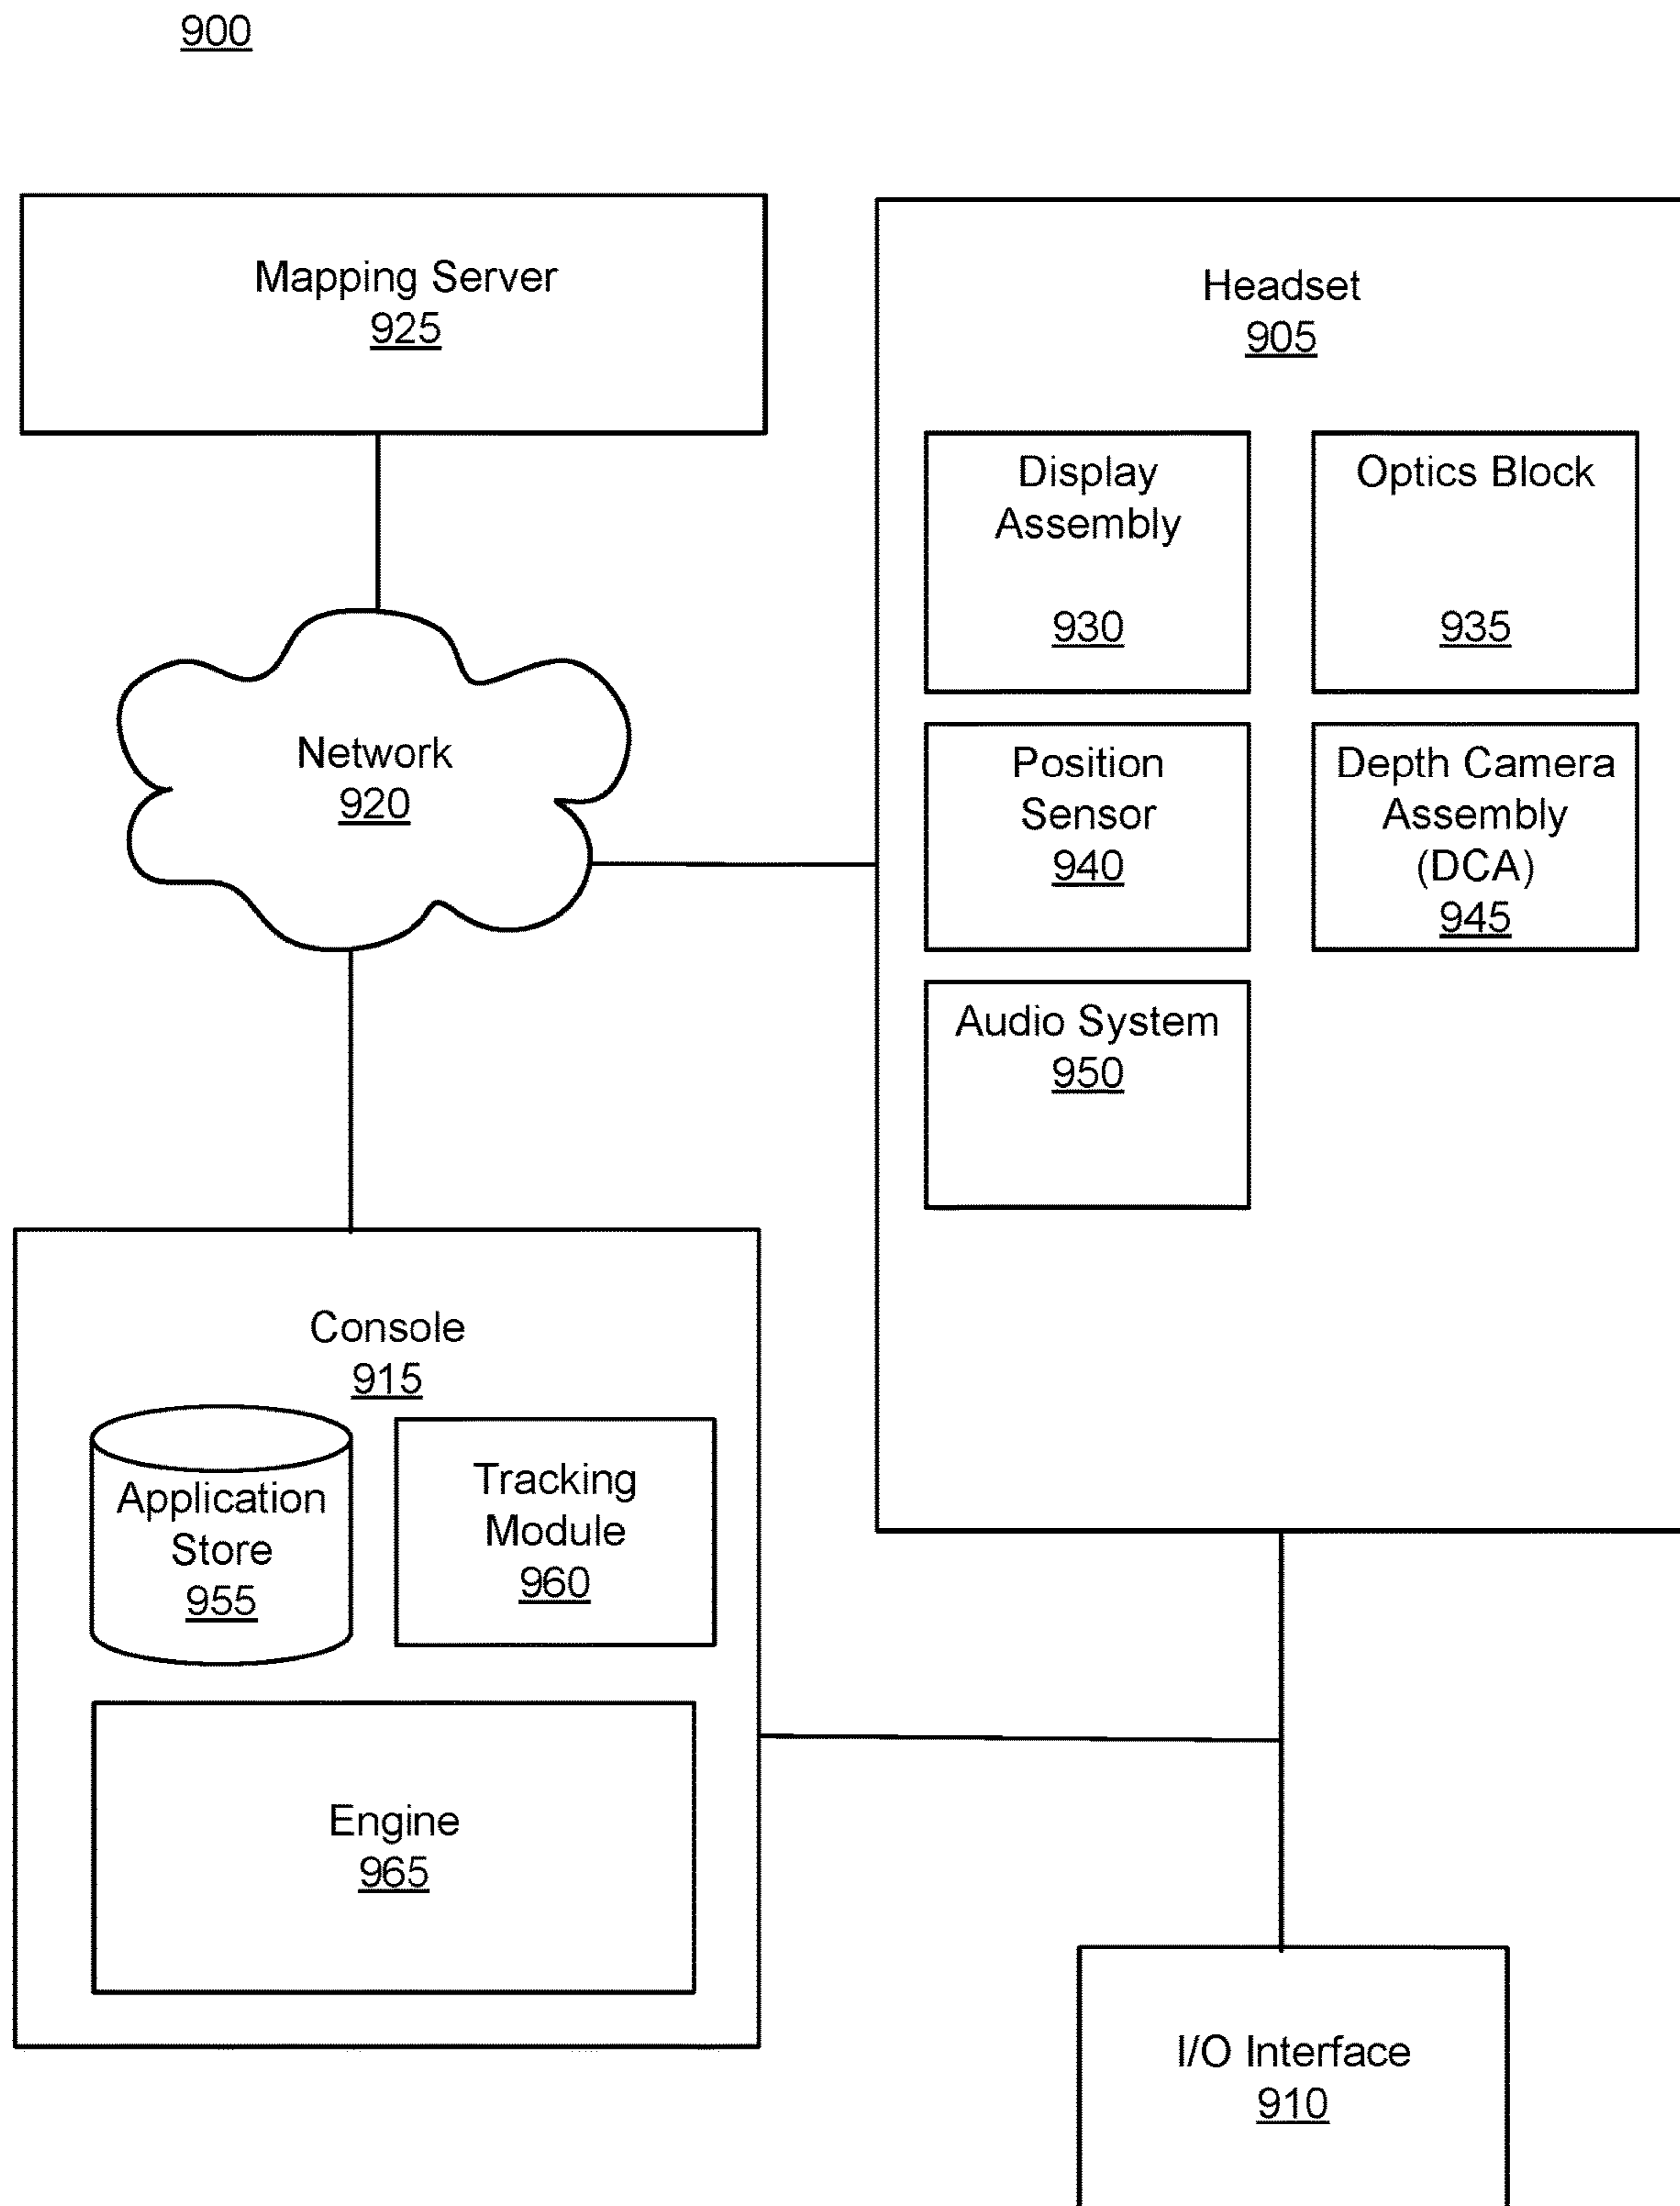 900
Mapping Server
925
Headset
905
Display
Assembly
930
Optics Block
935
Position
Sensor
940
Depth Camera
Assembly
(DCA)
945
Audio System
950
Network
920
Console
915
Application
Store
955
Tracking
Module
960
Engine
965
I/O Interface
910